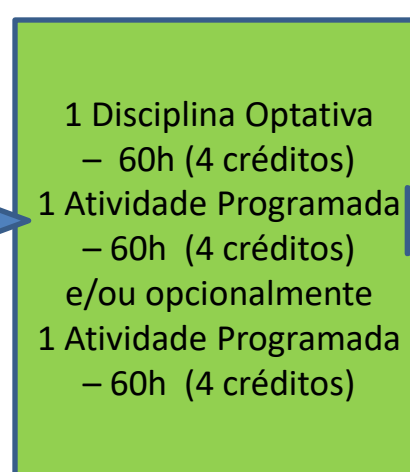 1 Disciplina Optativa
– 60h (4 créditos)
1 Atividade Programada
– 60h (4 créditos)
e/ou opcionalmente
1 Atividade Programada
– 60h (4 créditos)